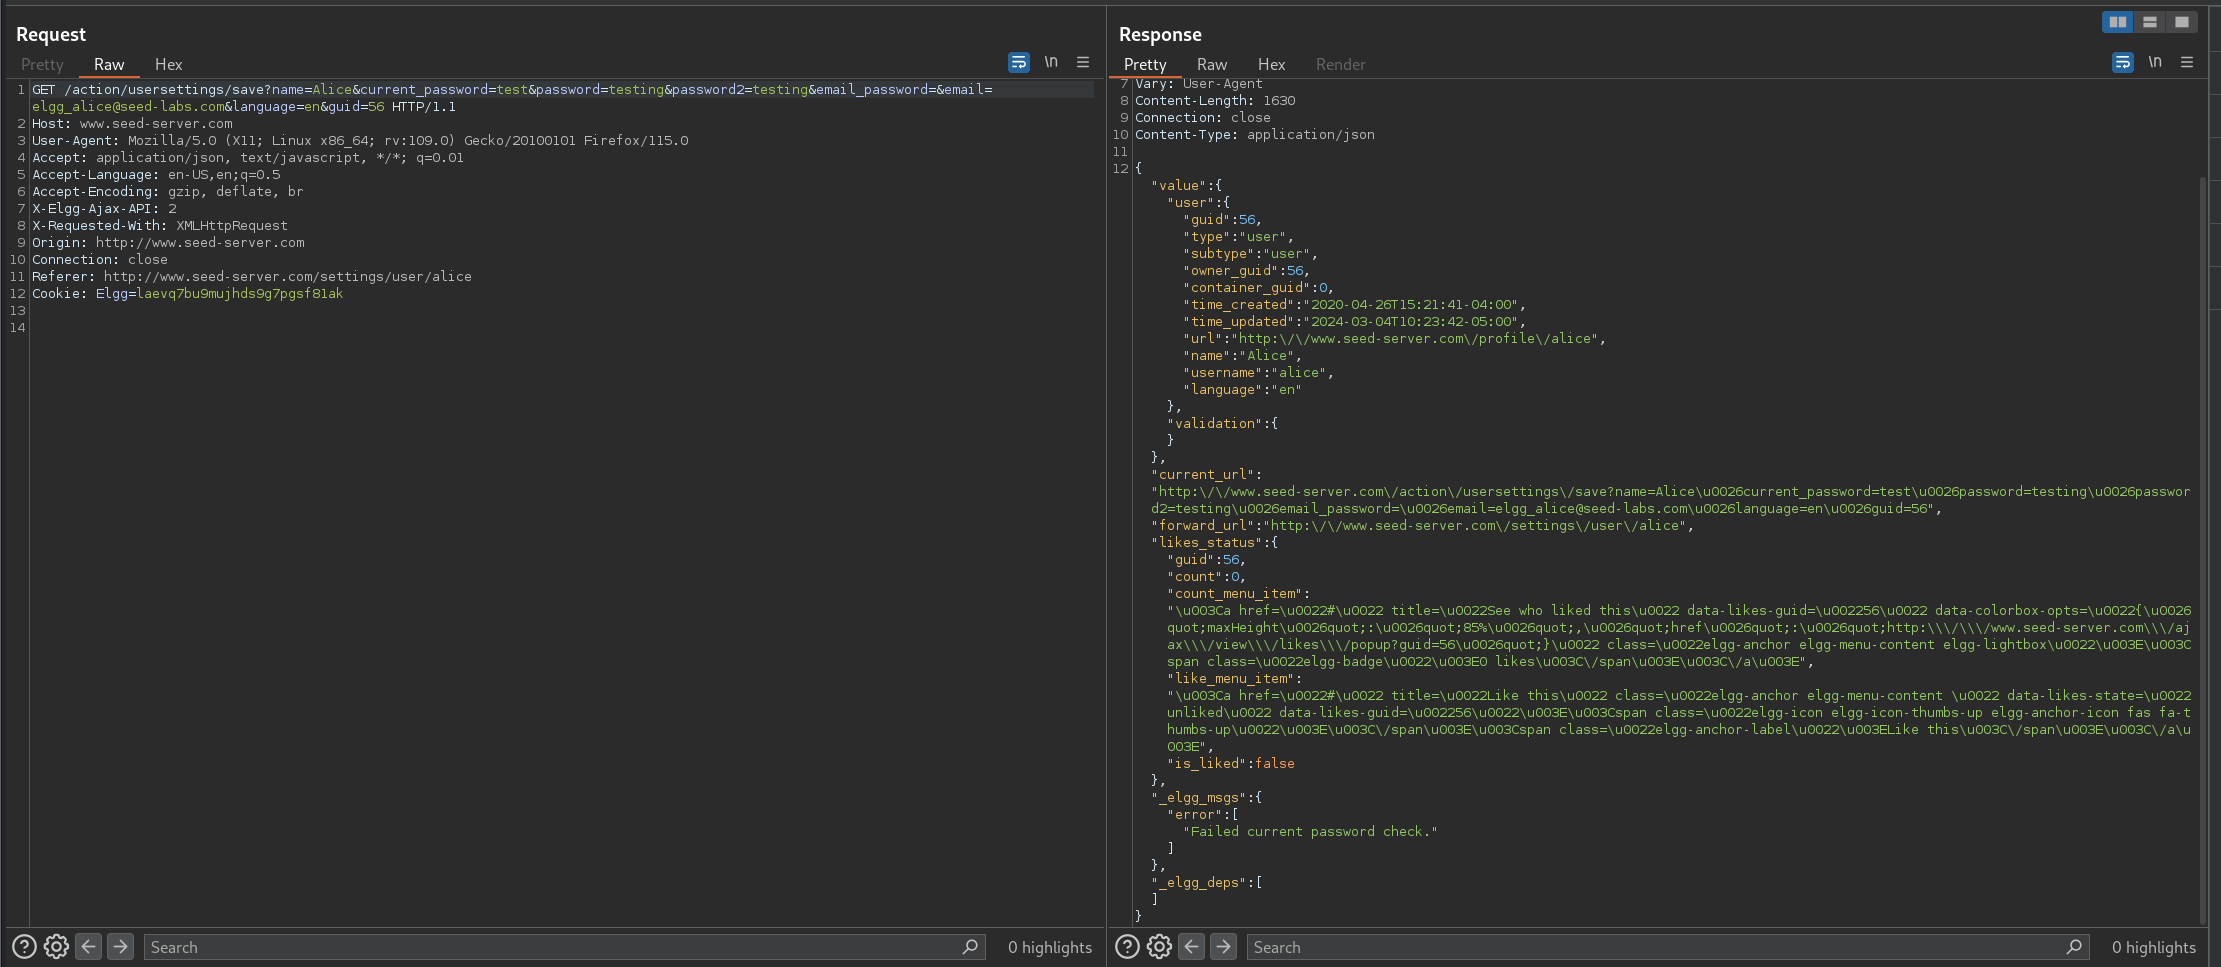 Request
Pretty Raw Hex
\n
1 GET /action/usersettings/save?name=Alice&current_password=test&password=testing&password2=testing&email_password=&email=
elgg_alice@seed-labs.com&language=en&guid=56 HTTP/1.1
2 Host: www.seed-server.com
3 User-Agent: Mozilla/5.0 (X11; Linux x86_64; rv:109.0) Gecko/20100101 Firefox/115.0
4 Accept: application/json, text/javascript, */*; q=0.01
5 Accept-Language: en-US,en;q=0.5
6 Accept-Encoding: gzip, deflate, br
7 X-Elgg-Ajax-API: 2
8 X-Requested-With: XMLHttpRequest
9 Origin: http://www.seed-server.com
10 Connection: close
11 Referer: http://www.seed-server.com/settings/user/alice
12 Cookie: Elgg=laevq7bu9mujhds9g7pgsf81ak
13
14
Search
0 highlights
Response
Pretty Raw Hex Render
\n
7 Vary: User-Agent
8 Content-Length: 1630
9 Connection: close
10 Content-Type: application/json
11
12 {
"value":{
"user":{
"guid":56,
"type":"user",
"subtype":"user",
"owner_guid":56,
"container_guid":0,
"time_created":"2020-04-26T15:21:41-04:00",
"time_updated":"2024-03-04T10:23:42-05:00",
"url":"http:\/\/www.seed-server.com\/profile\/alice",
"name":"Alice",
"username":"alice",
"language":"en"
},
"validation":{
}
},
"current_url":
"http:\/\/www.seed-server.com\/action\/usersettings\/save?name=Alice\u0026current_password=test\u0026password=testing\u0026passwor
d2=testing\u0026email_password=\u0026email=elgg_alice@seed-labs.com\u0026language=en\u0026guid=56",
"forward_url":"http:\/\/www.seed-server.com\/settings\/user\/alice",
"likes_status":{
"guid":56,
"count":0,
"count_menu_item":
"\u003Ca href=\u0022#\u0022 title=\u0022See who liked this\u0022 data-likes-guid=\u002256\u0022 data-colorbox-opts=\u0022{\u0026
quot;maxHeight\u0026quot;:\u0026quot;85%\u0026quot;,\u0026quot;href\u0026quot;:\u0026quot;http:\\\/\\\/www.seed-server.com\\\/aj
ax\\\/view\\\/likes\\\/popup?guid=56\u0026quot;}\u0022 class=\u0022elgg-anchor elgg-menu-content elgg-lightbox\u0022\u003E\u003C
span class=\u0022elgg-badge\u0022\u003E0 likes\u003C\/span\u003E\u003C\/a\u003E",
"like_menu_item":
"\u003Ca href=\u0022#\u0022 title=\u0022Like this\u0022 class=\u0022elgg-anchor elgg-menu-content \u0022 data-likes-state=\u0022
unliked\u0022 data-likes-guid=\u002256\u0022\u003E\u003Cspan class=\u0022elgg-icon elgg-icon-thumbs-up elgg-anchor-icon fas fa-t
humbs-up\u0022\u003E\u003C\/span\u003E\u003Cspan class=\u0022elgg-anchor-label\u0022\u003ELike this\u003C\/span\u003E\u003C\/a\u
003E",
"is_liked":false
},
"_elgg_msgs":{
"error":[
"Failed current password check."
]
},
"_elgg_deps":[
]
}
Search
0 highlights